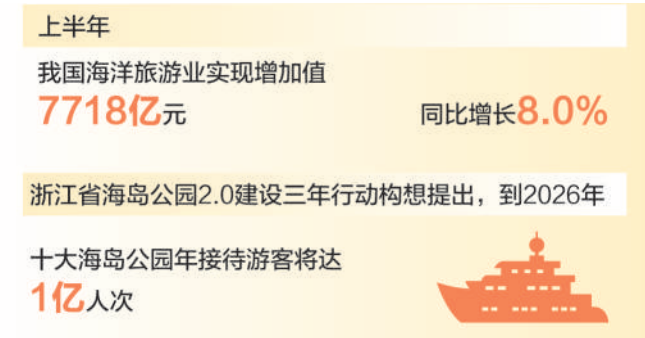 上半年
我国海洋旅游业实现增加值
7718亿元 同比增长8.0%
浙江省海岛公园2.0建设三年行动构想提出，到2026年
十大海岛公园年接待游客将达
1亿人次